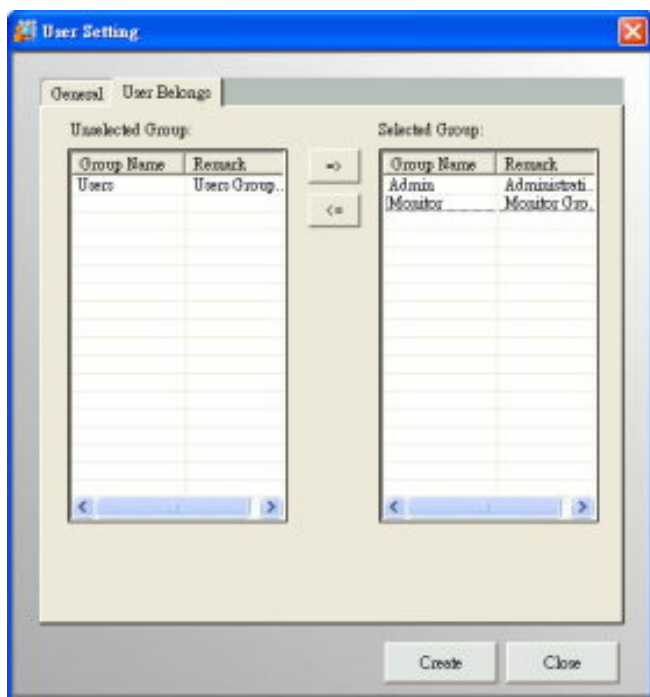 User Setting
General User Belongs
Unselected Group: Selected Group:
Group Name Remark => Group Name Remark
Users Users Group.. Admin Administrati..
<= Monitor Monitor Gro..
Create Close